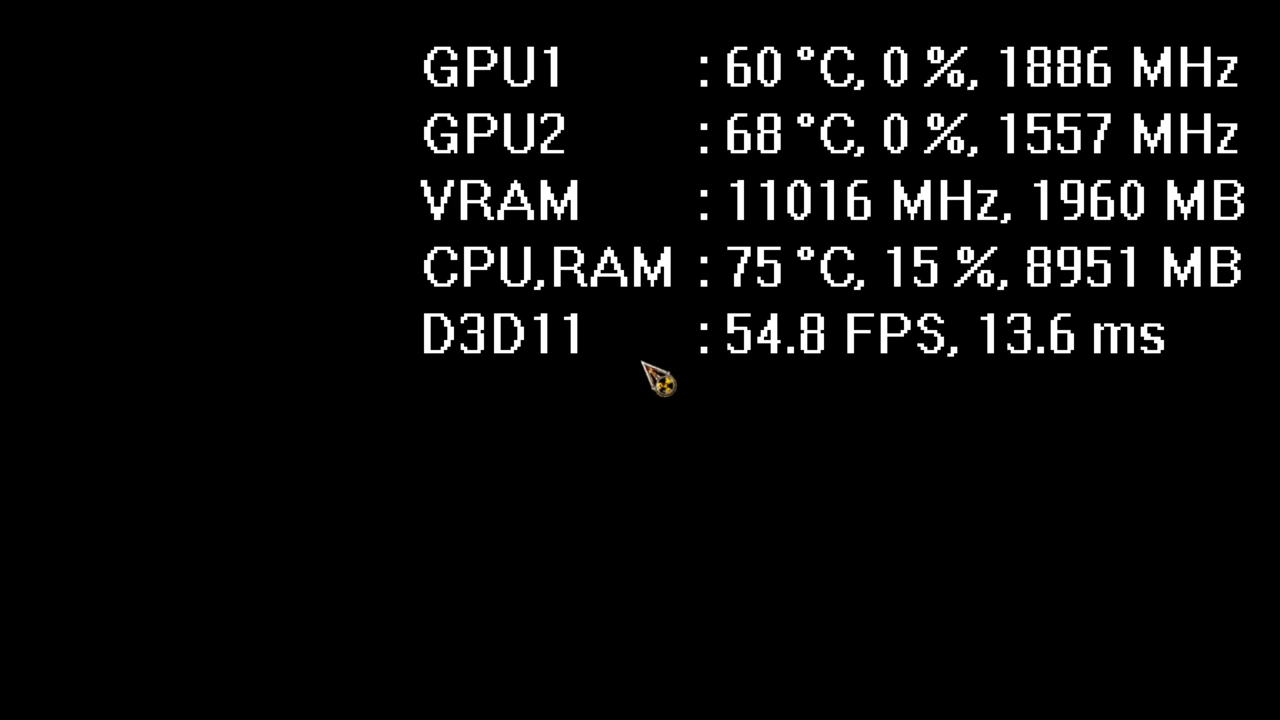 GPU1 : 60 °C, 0 %, 1886 MHz
GPU2 : 68 °C, 0 %, 1557 MHz
VRAM : 11016 MHz, 1960 MB
CPU,RAM : 75 °C, 15 %, 8951 MB
D3D11 : 54.8 FPS, 13.6 ms